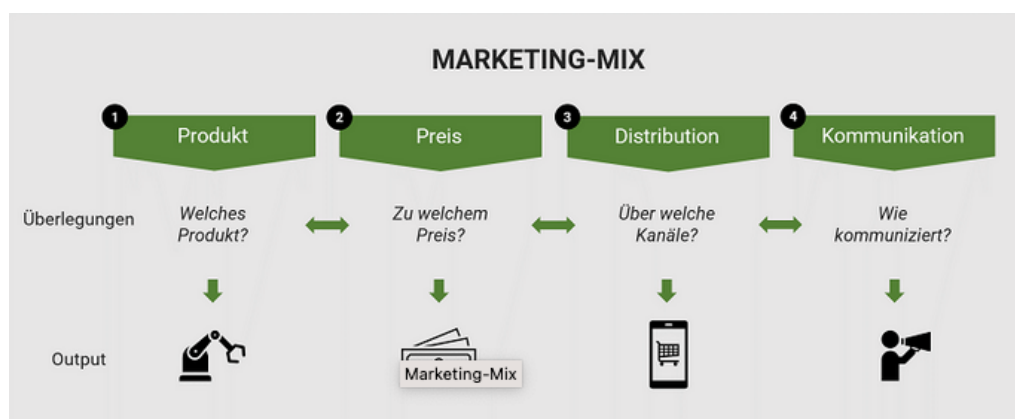 MARKETING-MIX
1 Produkt
2 Preis
3 Distribution
4 Kommunikation
Überlegungen
Welches
Produkt?
Zu welchem
Preis?
Über welche
Kanäle?
Wie
kommuniziert?
Output
Marketing-Mix